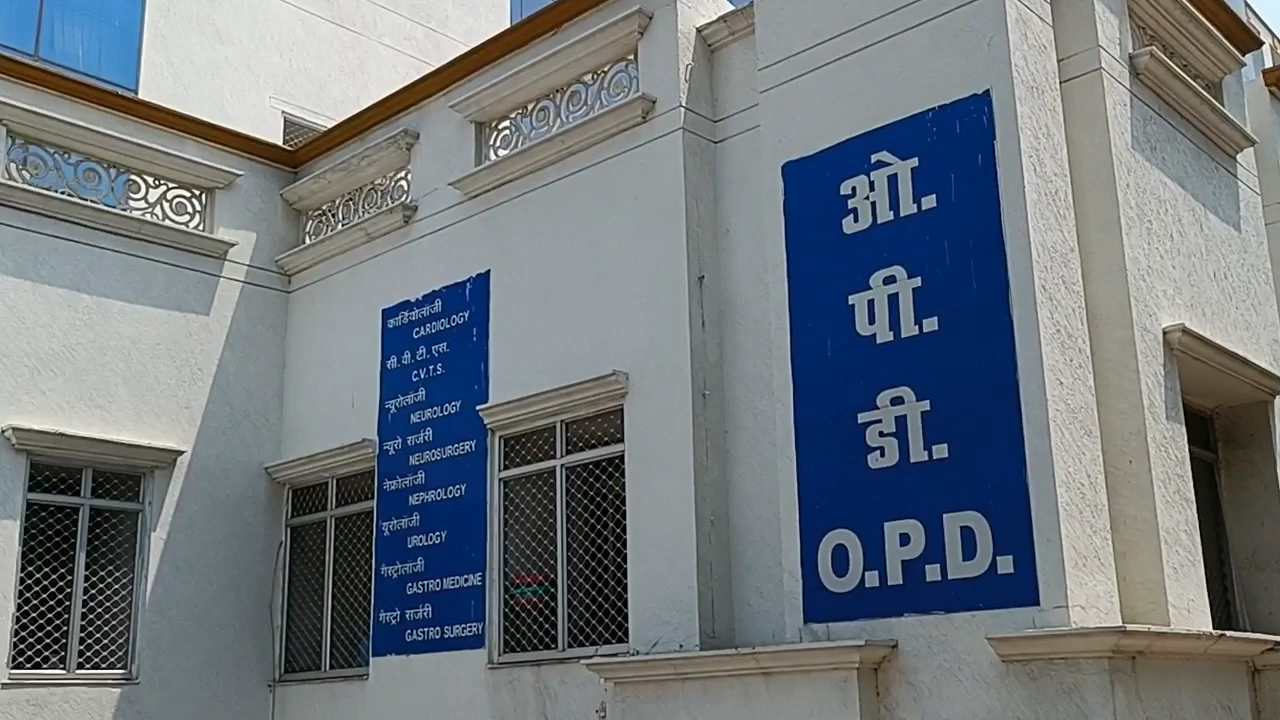 कार्डियोलॉजी
CARDIOLOGY
सी.वी.टी.एस.
C.V.T.S.
न्यूरोलॉजी
NEUROLOGY
न्यूरो सर्जरी
NEUROSURGERY
नेफ्रोलॉजी
NEPHROLOGY
यूरोलॉजी
UROLOGY
गैस्ट्रोलॉजी
GASTRO MEDICINE
गैस्ट्रो सर्जरी
GASTRO SURGERY
ओ.
पी.
डी.
O.P.D.